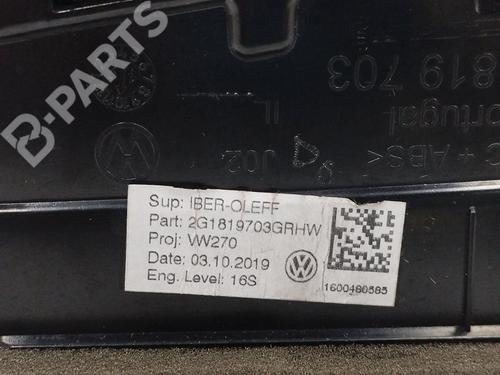 B-PARTS
819 703
ortugal
C + ABS<
J02
Sup: IBER-OLEFF
Part: 2G1819703GRHW
Proj: VW270
Date: 03.10.2019
Eng. Level: 16S
1600480585